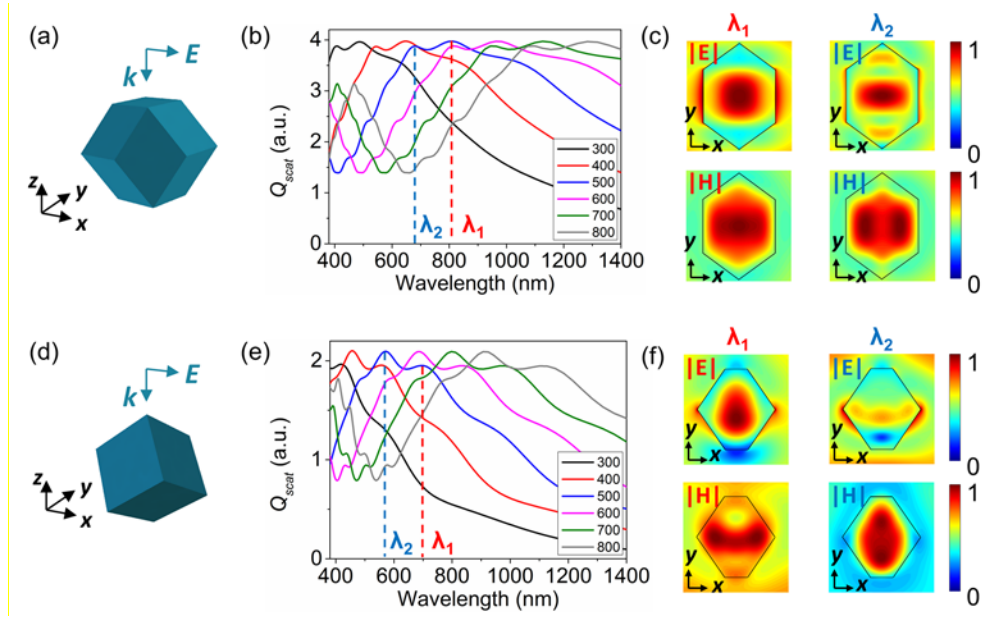 (a)
E
k
z
y
x
(b)
Q_scat (a.u.)
4
3
2
1
0
λ₂
λ₁
300
400
500
600
700
800
400 600 800 1000 1200 1400
Wavelength (nm)
(c)
λ₁
λ₂
|E|
y
x
|E|
y
x
1
0
|H|
y
x
|H|
y
x
1
0
(d)
E
k
z
y
x
(e)
Q_scat (a.u.)
2
1
0
λ₂
λ₁
300
400
500
600
700
800
400 600 800 1000 1200 1400
Wavelength (nm)
(f)
λ₁
λ₂
|E|
y
x
|E|
y
x
1
0
|H|
y
x
|H|
y
x
1
0